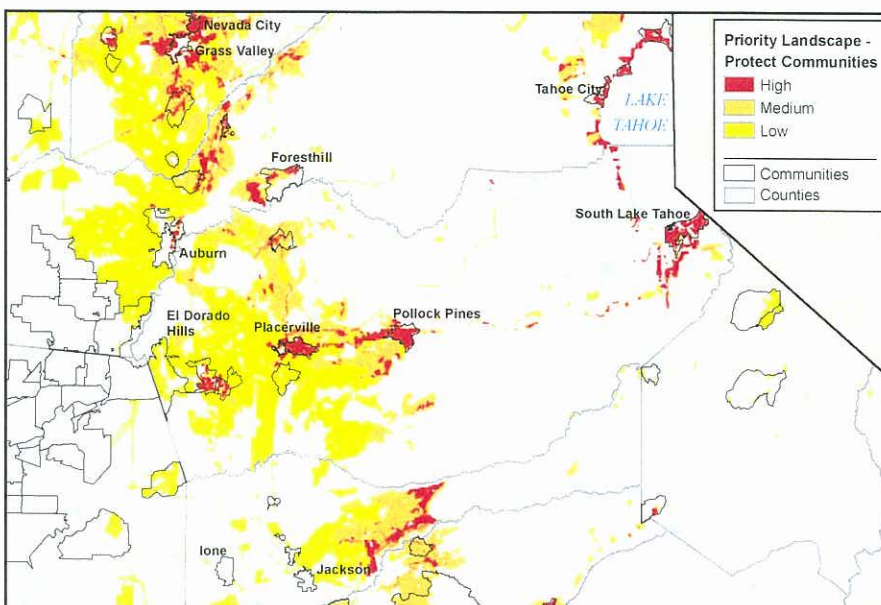 Nevada City
Grass Valley
Tahoe City
LAKE
TAHOE
Foresthill
South Lake Tahoe
Auburn
El Dorado
Hills
Placerville
Pollock Pines
Ione
Jackson
Priority Landscape -
Protect Communities
High
Medium
Low
Communities
Counties